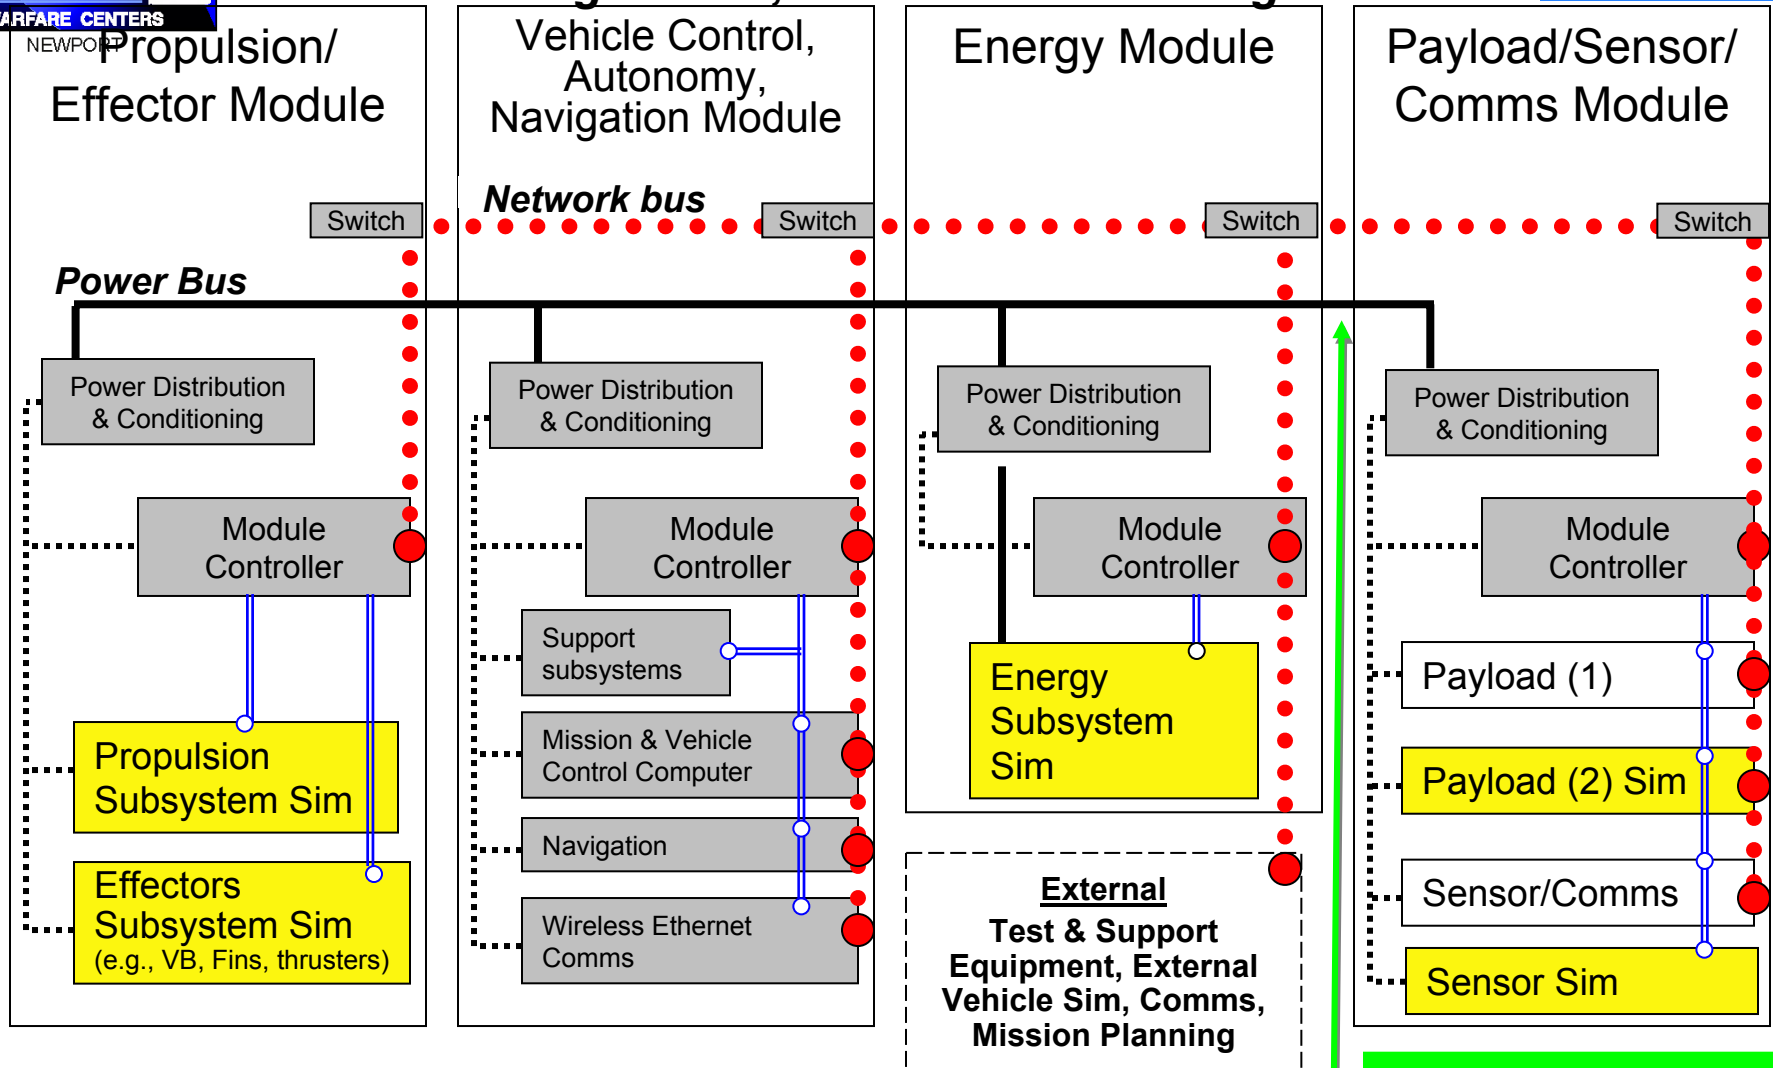 WARFARE CENTERS
NEWPORT
Propulsion/
Effector Module
Vehicle Control,
Autonomy,
Navigation Module
Energy Module
Payload/Sensor/
Comms Module
Network bus
Switch
Switch
Switch
Switch
Power Bus
Power Distribution
& Conditioning
Module
Controller
Propulsion
Subsystem Sim
Effectors
Subsystem Sim
(e.g., VB, Fins, thrusters)
Power Distribution
& Conditioning
Module
Controller
Support
subsystems
Mission & Vehicle
Control Computer
Navigation
Wireless Ethernet
Comms
Power Distribution
& Conditioning
Module
Controller
Energy
Subsystem
Sim
External
Test & Support
Equipment, External
Vehicle Sim, Comms,
Mission Planning
Power Distribution
& Conditioning
Module
Controller
Payload (1)
Payload (2) Sim
Sensor/Comms
Sensor Sim